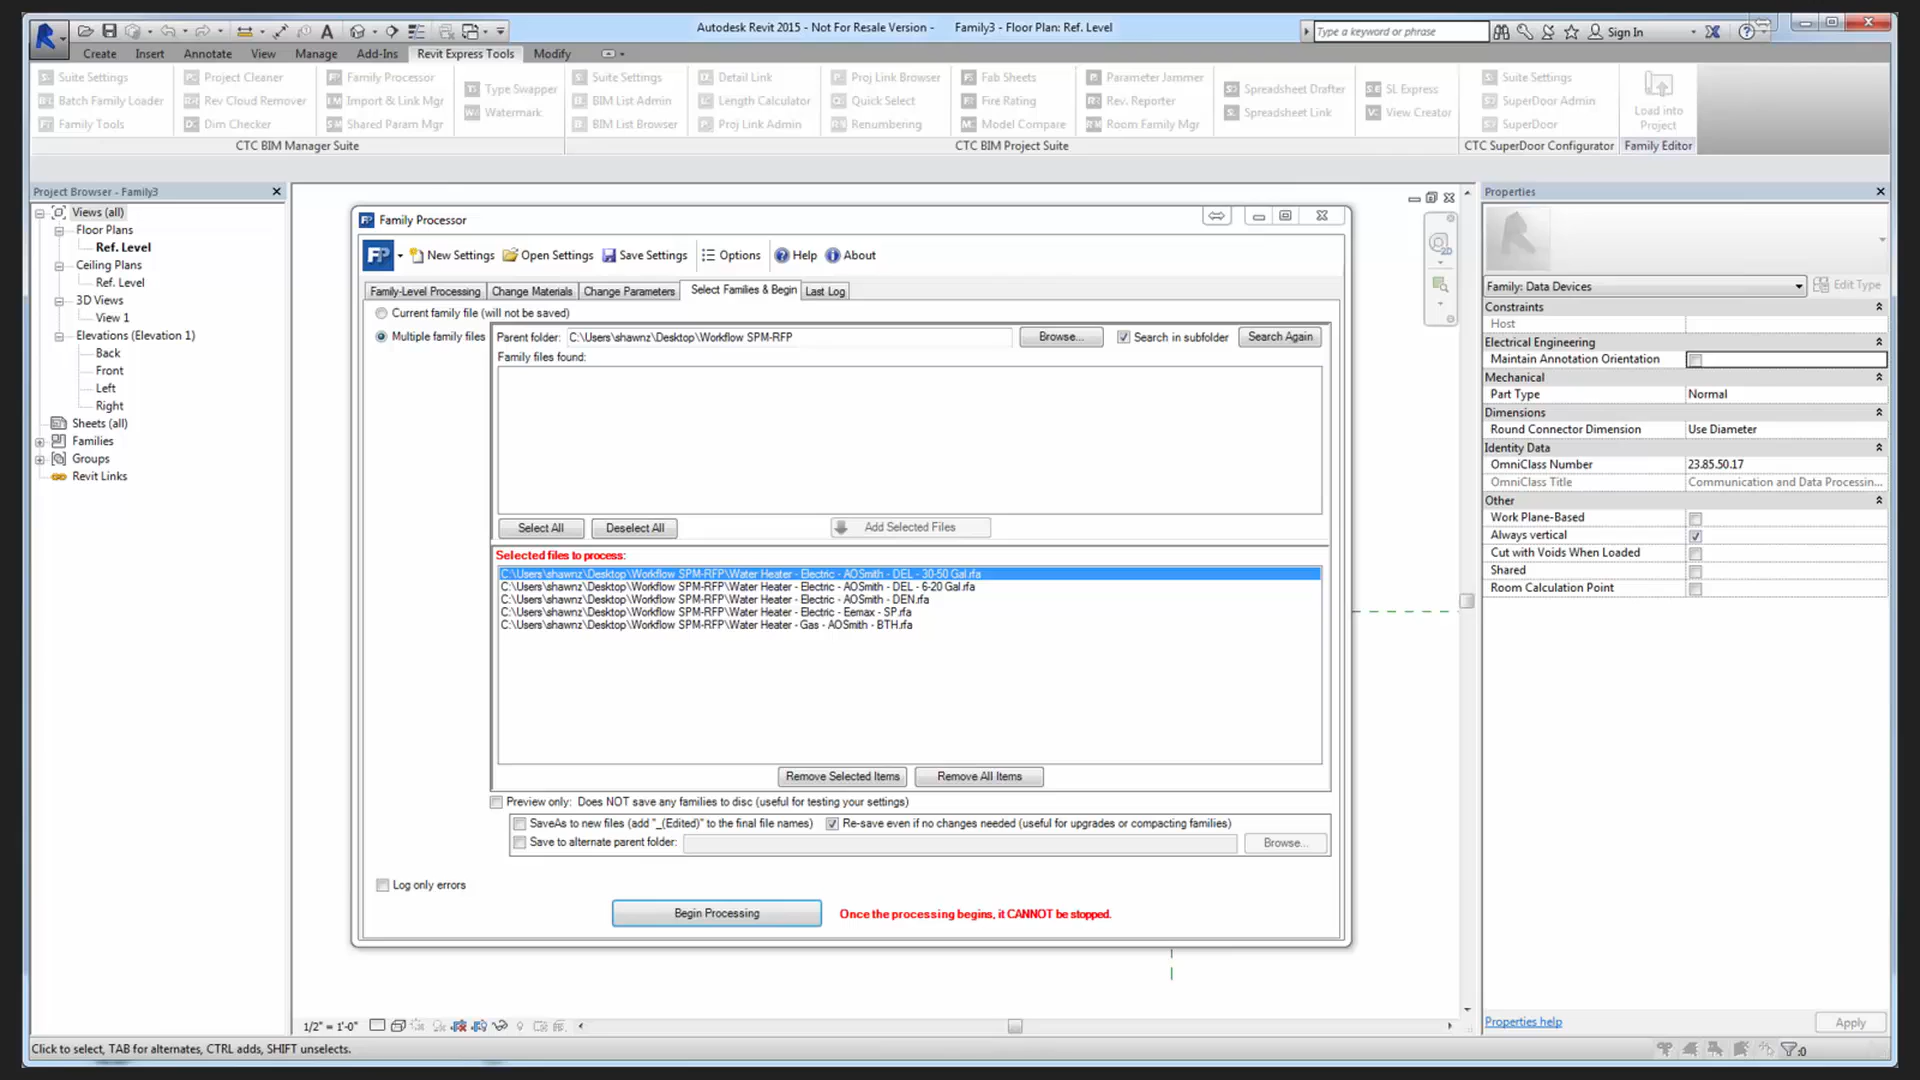 Autodesk Revit 2015 - Not For Resale Version - Family3 - Floor Plan: Ref. Level
Type a keyword or phrase
Sign In
Create Insert Annotate View Manage Add-Ins Revit Express Tools Modify
Suite Settings Project Cleaner Family Processor Type Swapper Suite Settings Detail Link Proj Link Browser Fab Sheets Parameter Jammer Spreadsheet Drafter SL Express Suite Settings
Batch Family Loader Rev Cloud Remover Import & Link Mgr Watermark BIM List Admin Length Calculator Quick Select Fire Rating Rev. Reporter Spreadsheet Link View Creator SuperDoor Admin Load into
Family Tools Dim Checker Shared Param Mgr BIM List Browser Proj Link Admin Renumbering Model Compare Room Family Mgr SuperDoor Project
CTC BIM Manager Suite CTC BIM Project Suite CTC SuperDoor Configurator Family Editor
Project Browser - Family3
Views (all)
Floor Plans
Ref. Level
Ceiling Plans
Ref. Level
3D Views
View 1
Elevations (Elevation 1)
Back
Front
Left
Right
Sheets (all)
Families
Groups
Revit Links
Family Processor
FP New Settings Open Settings Save Settings Options Help About
Family-Level Processing Change Materials Change Parameters Select Families & Begin Last Log
Current family file (will not be saved)
Multiple family files Parent folder: C:\Users\shawnz\Desktop\Workflow SPM-RFP Browse... Search in subfolder Search Again
Family files found:
Select All Deselect All Add Selected Files
Selected files to process:
C:\Users\shawnz\Desktop\Workflow SPM-RFP\Water Heater - Electric - AOSmith - DEL - 30-50 Gal.rfa
C:\Users\shawnz\Desktop\Workflow SPM-RFP\Water Heater - Electric - AOSmith - DEL - 6-20 Gal.rfa
C:\Users\shawnz\Desktop\Workflow SPM-RFP\Water Heater - Electric - AOSmith - DEN.rfa
C:\Users\shawnz\Desktop\Workflow SPM-RFP\Water Heater - Electric - Eemax - SP.rfa
C:\Users\shawnz\Desktop\Workflow SPM-RFP\Water Heater - Gas - AOSmith - BTH.rfa
Remove Selected Items Remove All Items
Preview only: Does NOT save any families to disc (useful for testing your settings)
SaveAs to new files (add "_(Edited)" to the final file names) Re-save even if no changes needed (useful for upgrades or compacting families)
Save to alternate parent folder: Browse...
Log only errors
Begin Processing Once the processing begins, it CANNOT be stopped.
Properties
Family: Data Devices Edit Type
Constraints
Host
Electrical Engineering
Maintain Annotation Orientation
Mechanical
Part Type Normal
Dimensions
Round Connector Dimension Use Diameter
Identity Data
OmniClass Number 23.85.50.17
OmniClass Title Communication and Data Processin...
Other
Work Plane-Based
Always vertical
Cut with Voids When Loaded
Shared
Room Calculation Point
Properties help Apply
1/2" = 1'-0"
Click to select, TAB for alternates, CTRL adds, SHIFT unselects.
:0